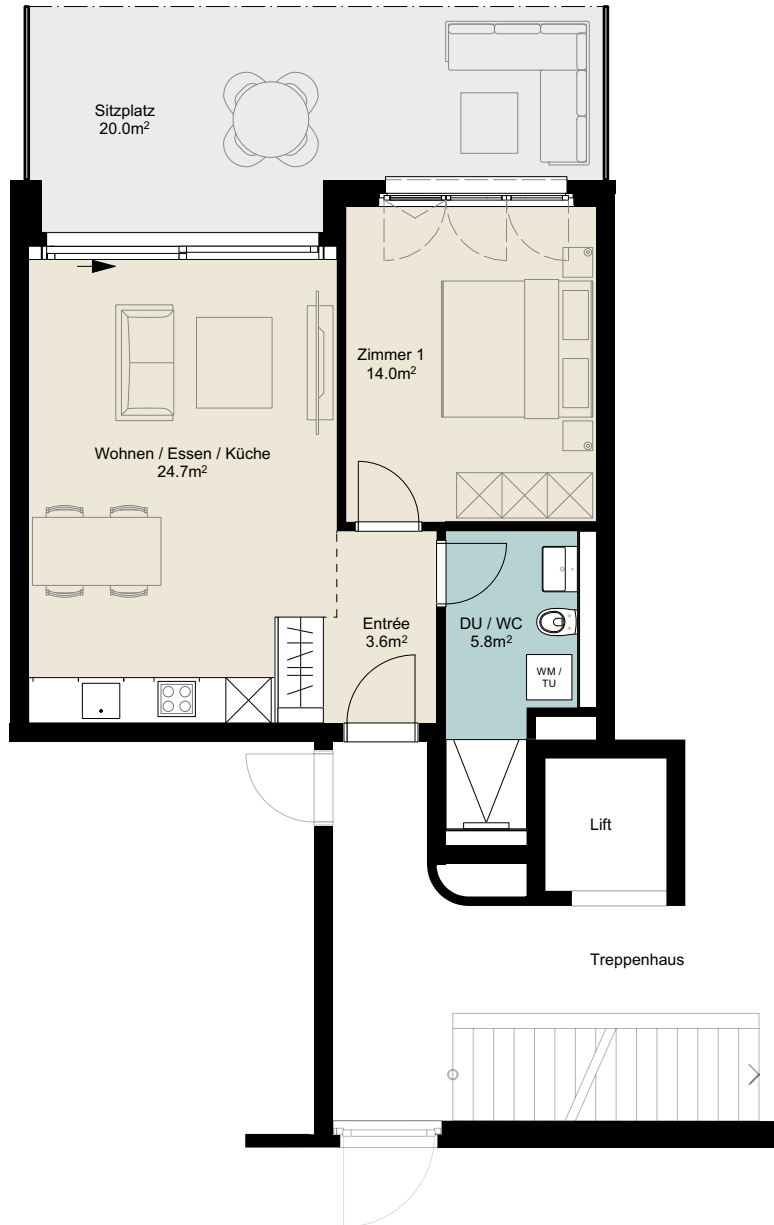 Sitzplatz
20.0m²
Zimmer 1
14.0m²
Wohnen / Essen / Küche
24.7m²
Entrée
3.6m²
DU / WC
5.8m²
WM /
TU
Lift
Treppenhaus